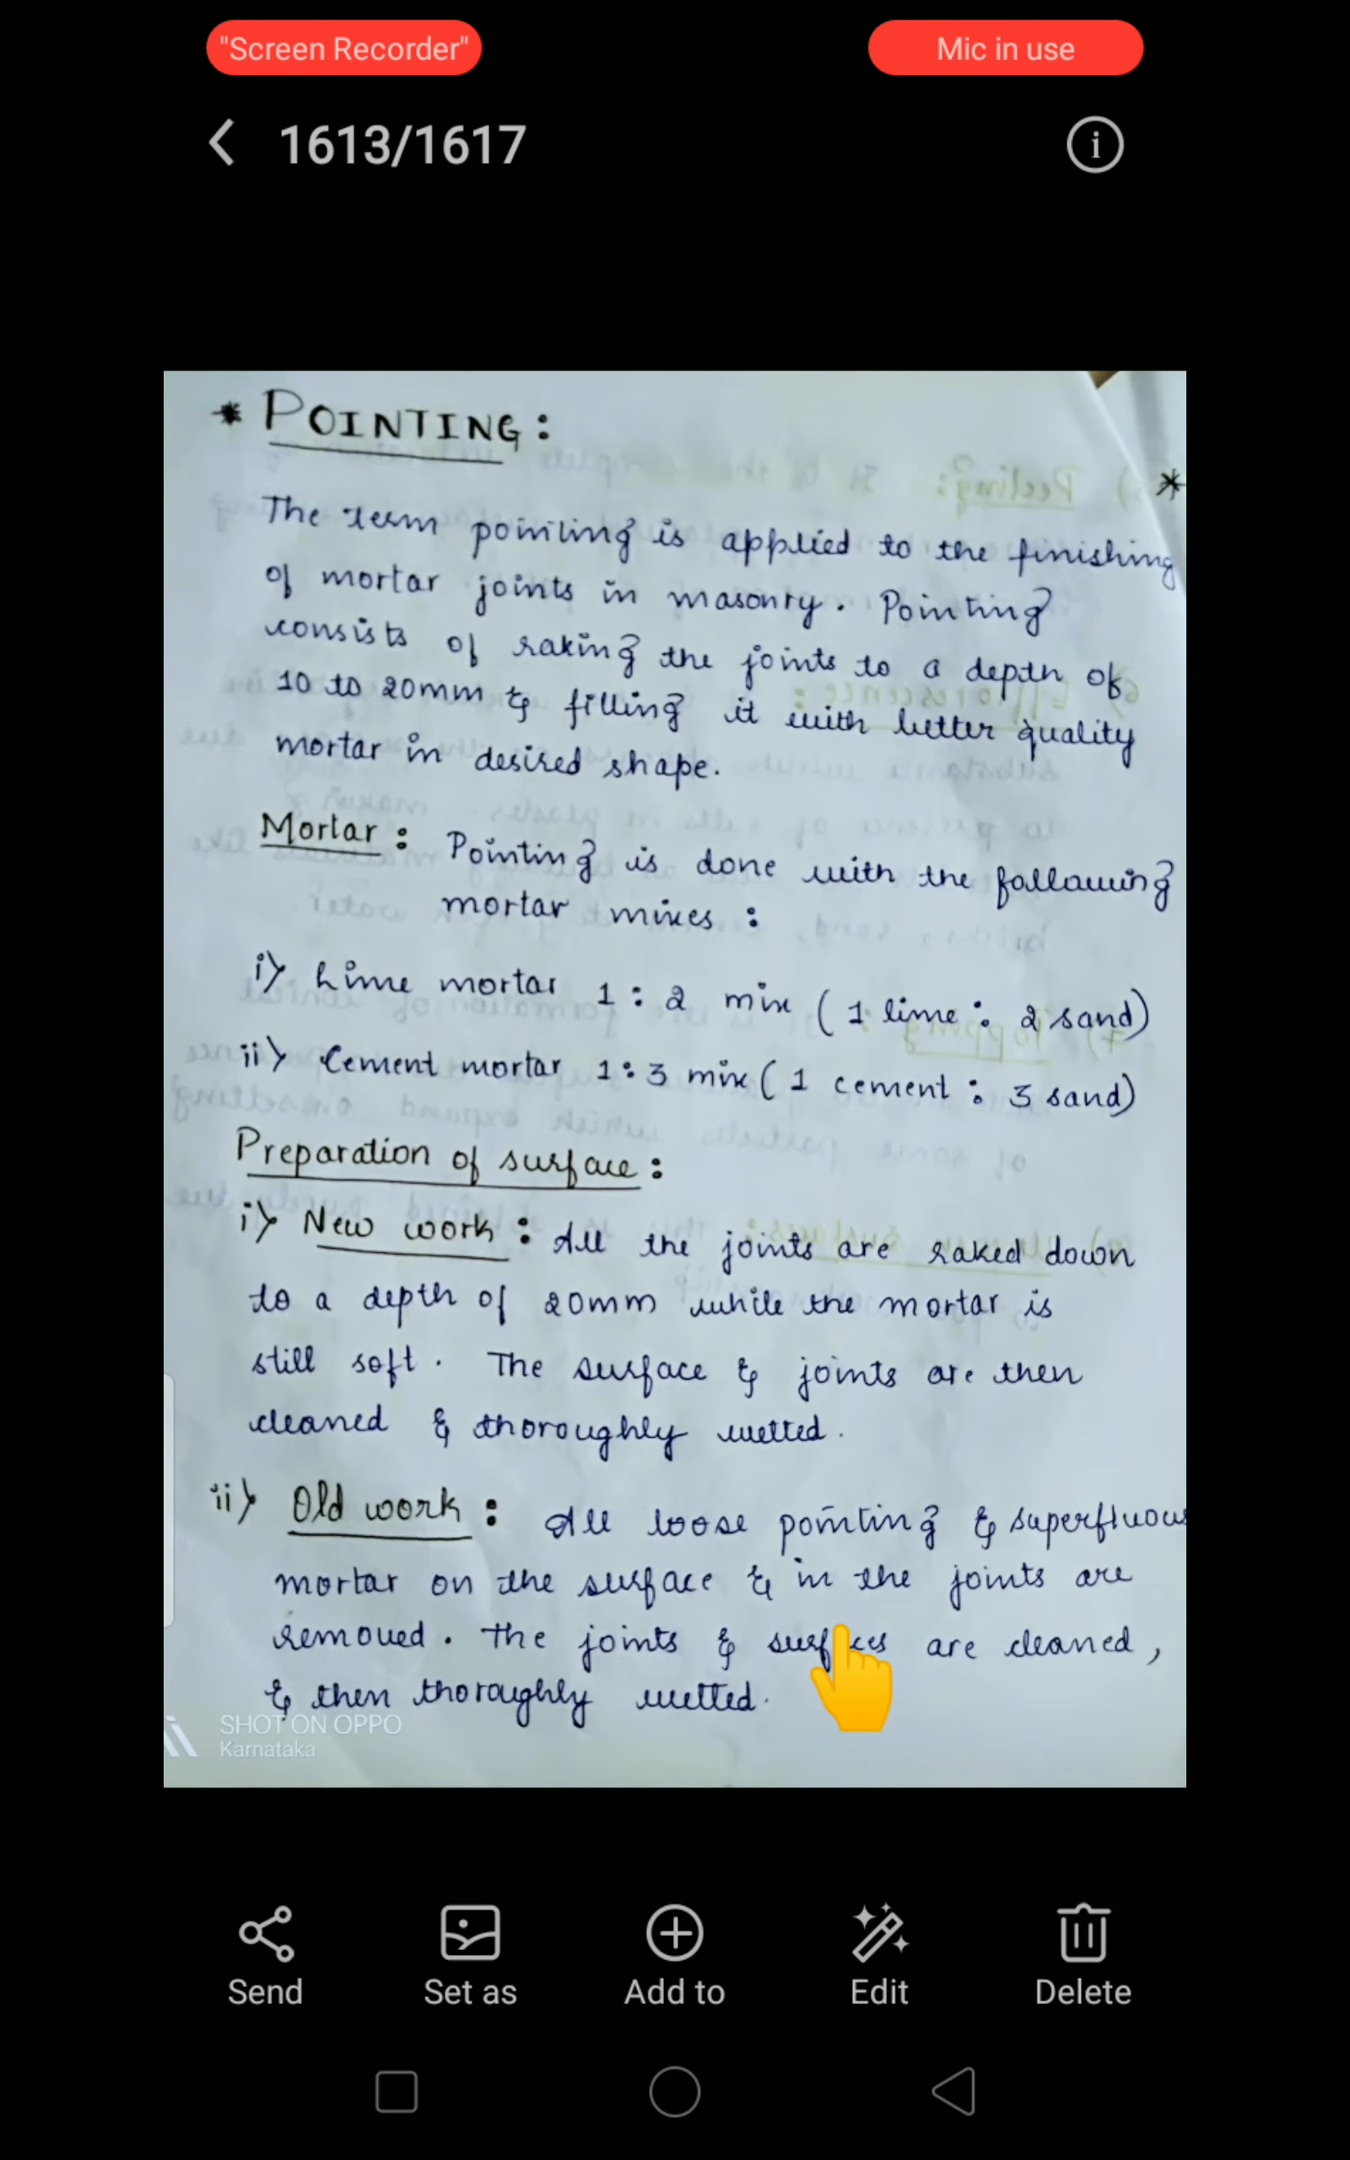 "Screen Recorder"
Mic in use
1613/1617
* POINTING:
The term pointing is applied to the finishing
of mortar joints in masonry. Pointing
consists of raking the joints to a depth of
10 to 20mm & filling it with better quality
mortar in desired shape.
Mortar: Pointing is done with the following
mortar mixes:
i) Lime mortar 1:2 mix (1 lime: 2 sand)
ii) Cement mortar 1:3 mix (1 cement: 3 sand)
Preparation of surface:
i) New work: All the joints are raked down
to a depth of 20mm while the mortar is
still soft. The surface & joints are then
cleaned & thoroughly wetted.
ii) Old work: All loose pointing & superfluous
mortar on the surface & in the joints are
removed. The joints & surfaces are cleaned,
& then thoroughly wetted.
SHOT ON OPPO
Karnataka
Send
Set as
Add to
Edit
Delete